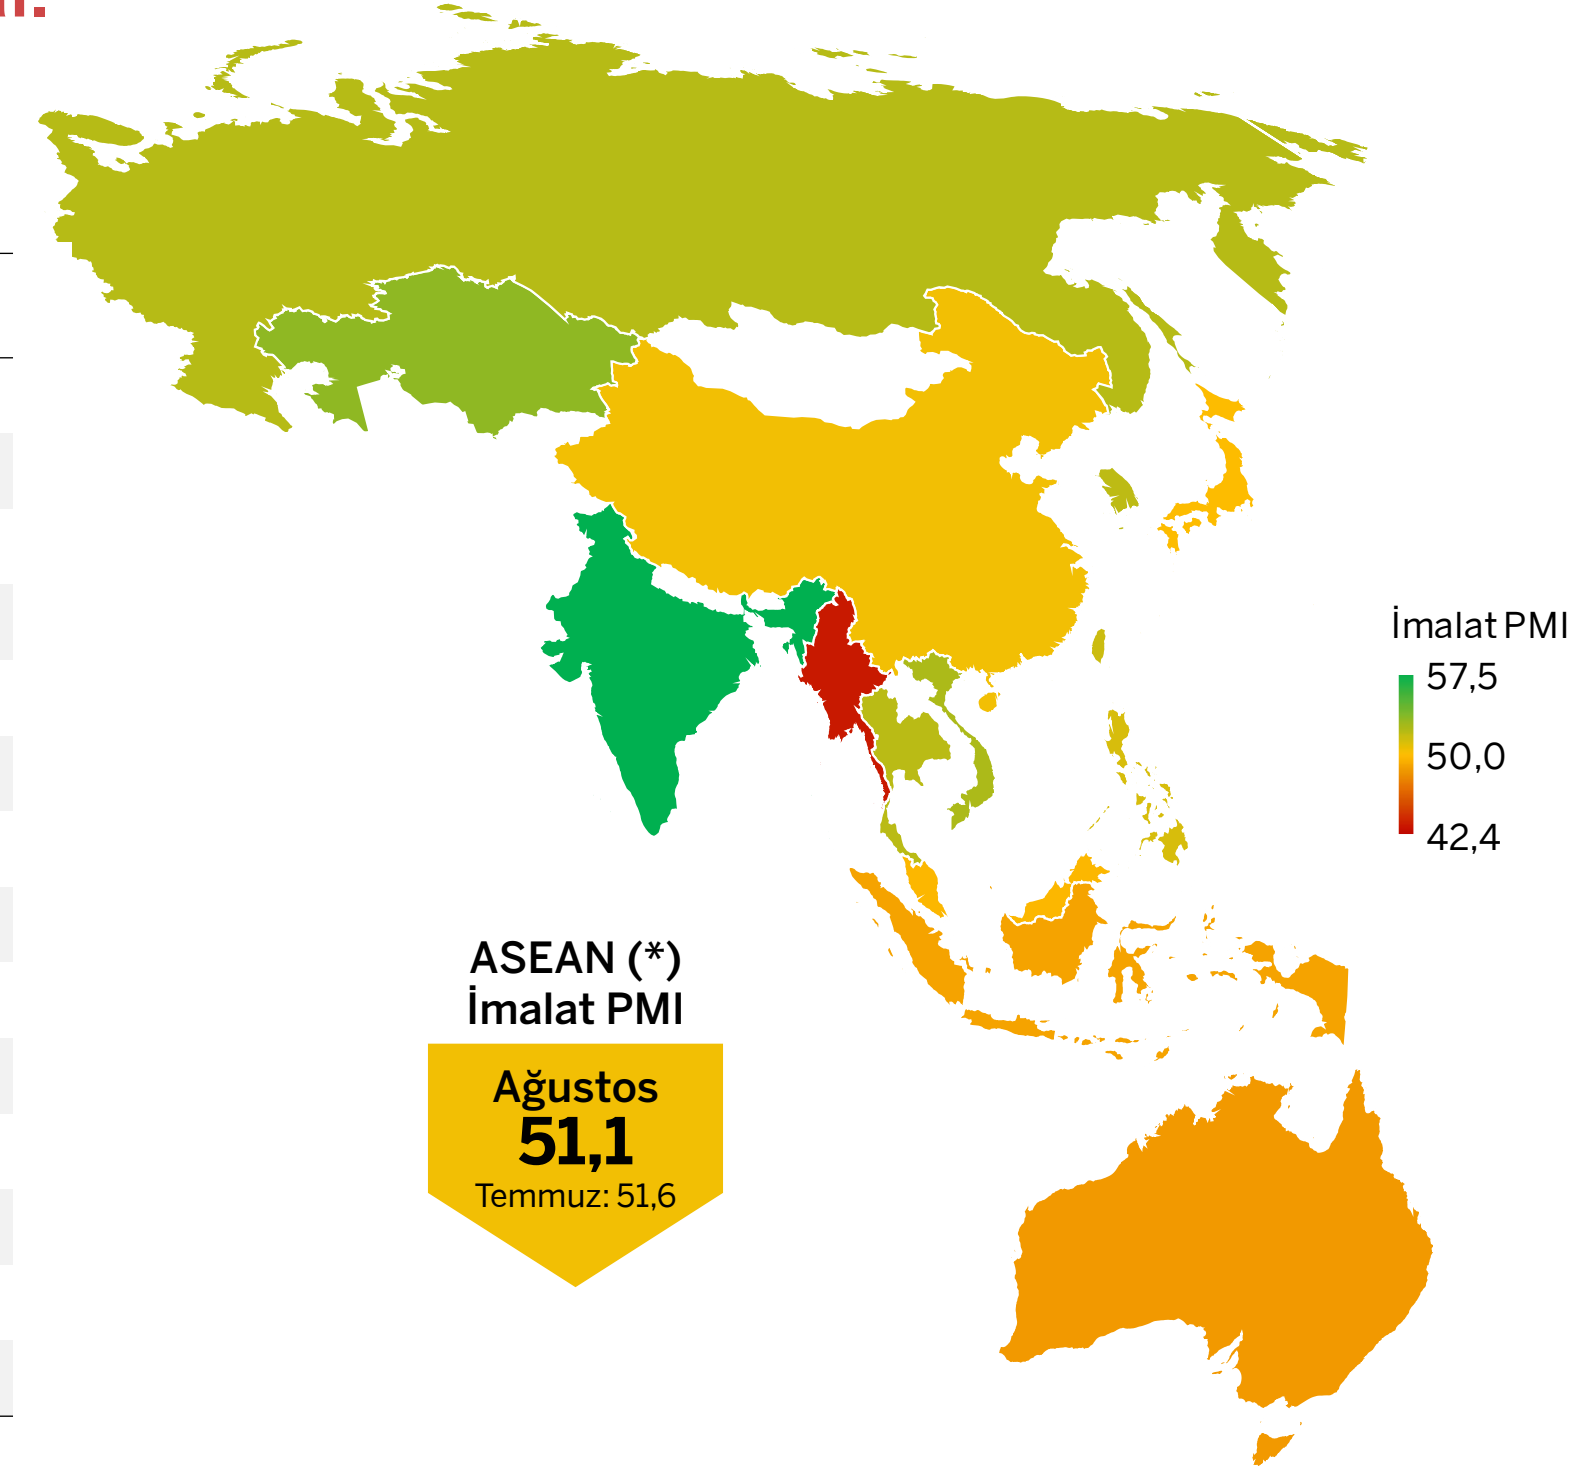 İmalat PMI
57,5
50,0
42,4
ASEAN (*)
İmalat PMI
Ağustos
51,1
Temmuz: 51,6